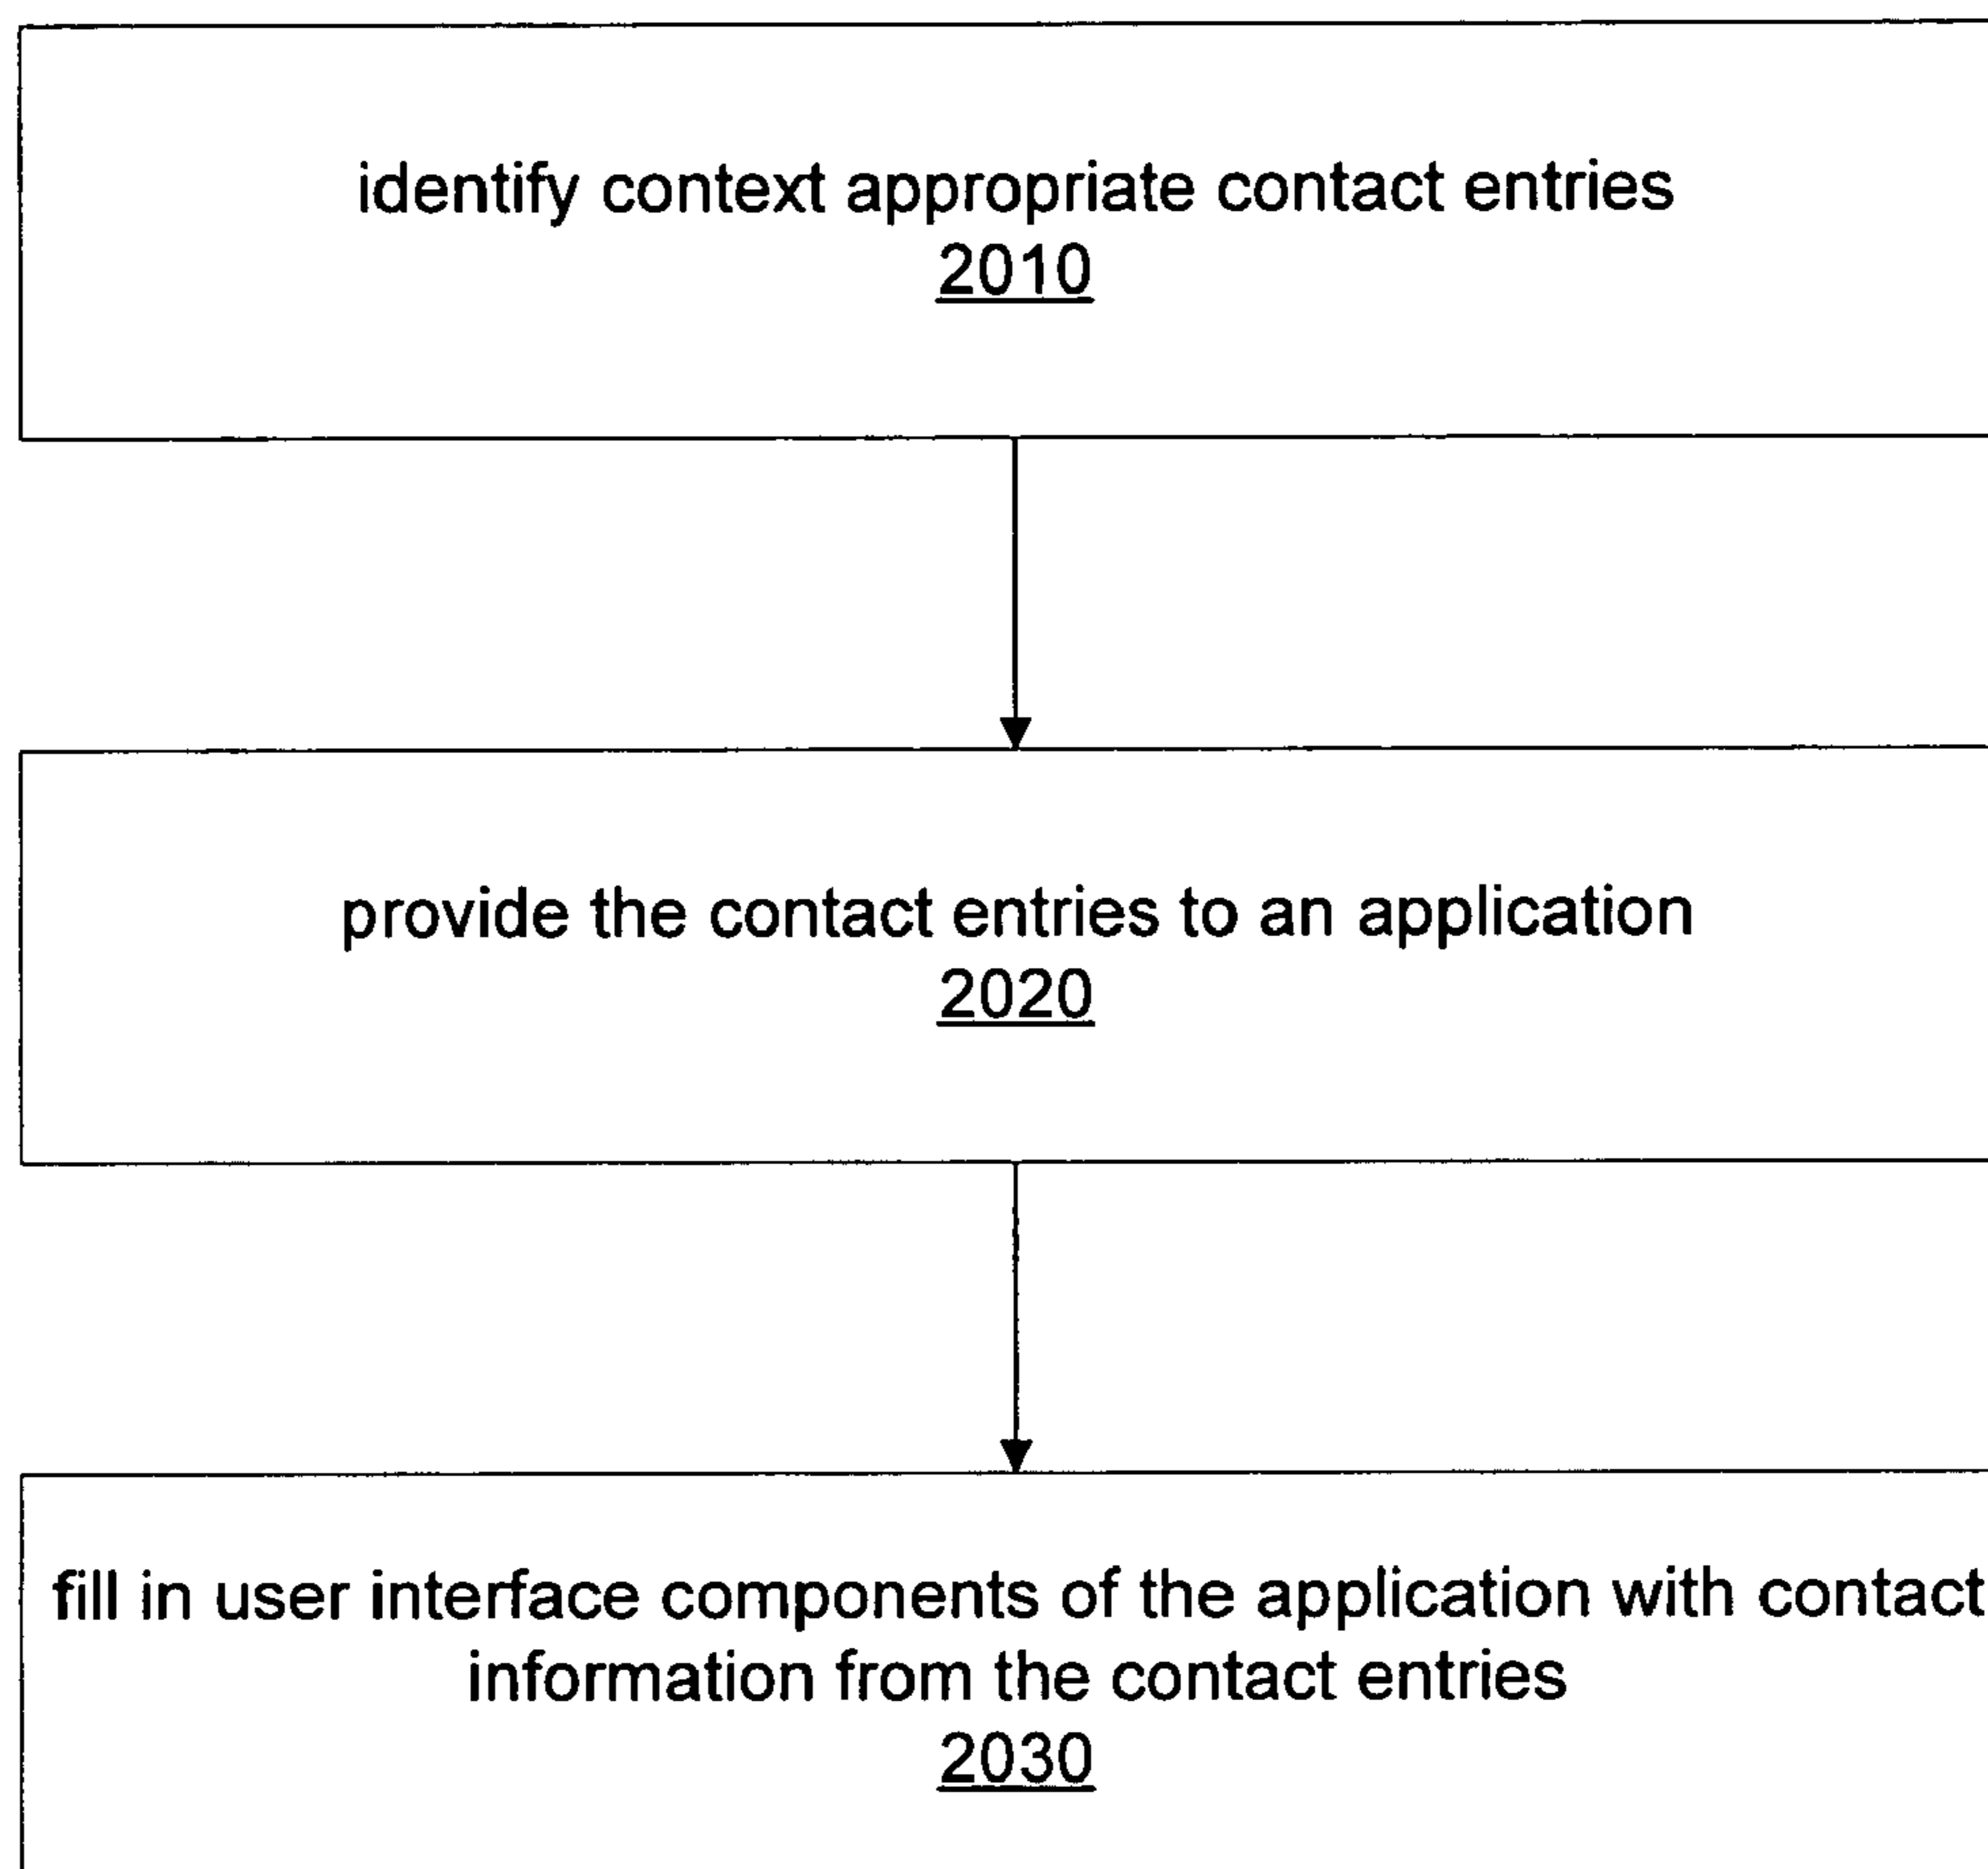 identify context appropriate contact entries
2010
provide the contact entries to an application
2020
fill in user interface components of the application with contact
information from the contact entries
2030